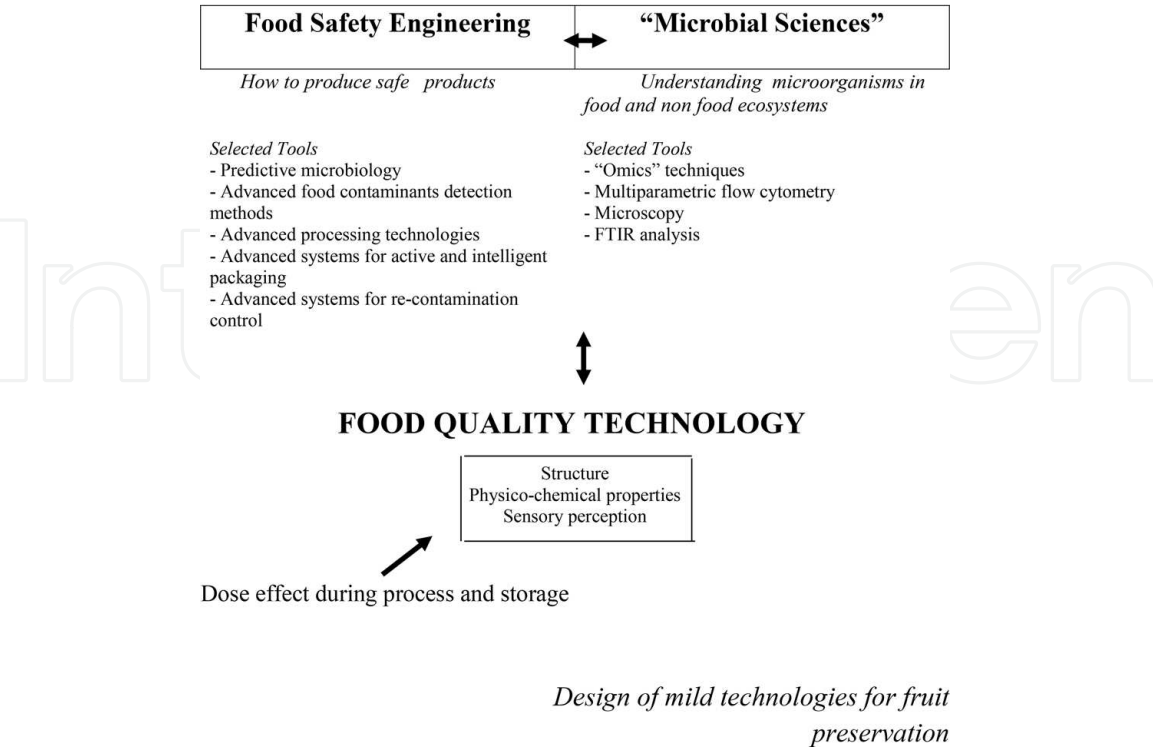 Food Safety Engineering
“Microbial Sciences”
How to produce safe products
Understanding microorganisms in
food and non food ecosystems
Selected Tools
- Predictive microbiology
- Advanced food contaminants detection
methods
- Advanced processing technologies
- Advanced systems for active and intelligent
packaging
- Advanced systems for re-contamination
control
Selected Tools
- “Omics” techniques
- Multiparametric flow cytometry
- Microscopy
- FTIR analysis
FOOD QUALITY TECHNOLOGY
Structure
Physico-chemical properties
Sensory perception
Dose effect during process and storage
Design of mild technologies for fruit
preservation